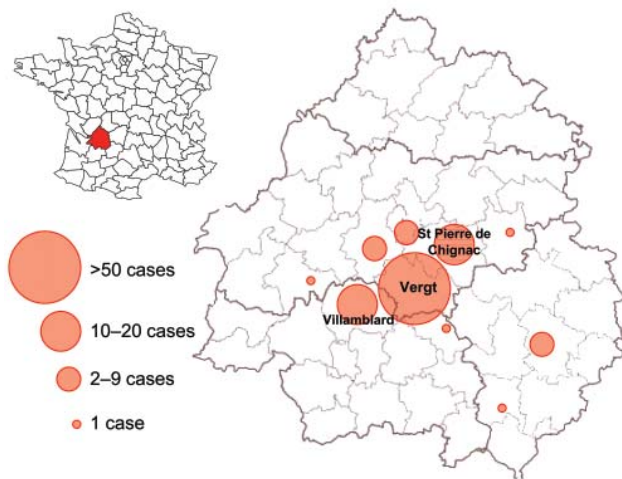 St Pierre de
Chignac
Vergt
Villamblard
>50 cases
10–20 cases
2–9 cases
1 case